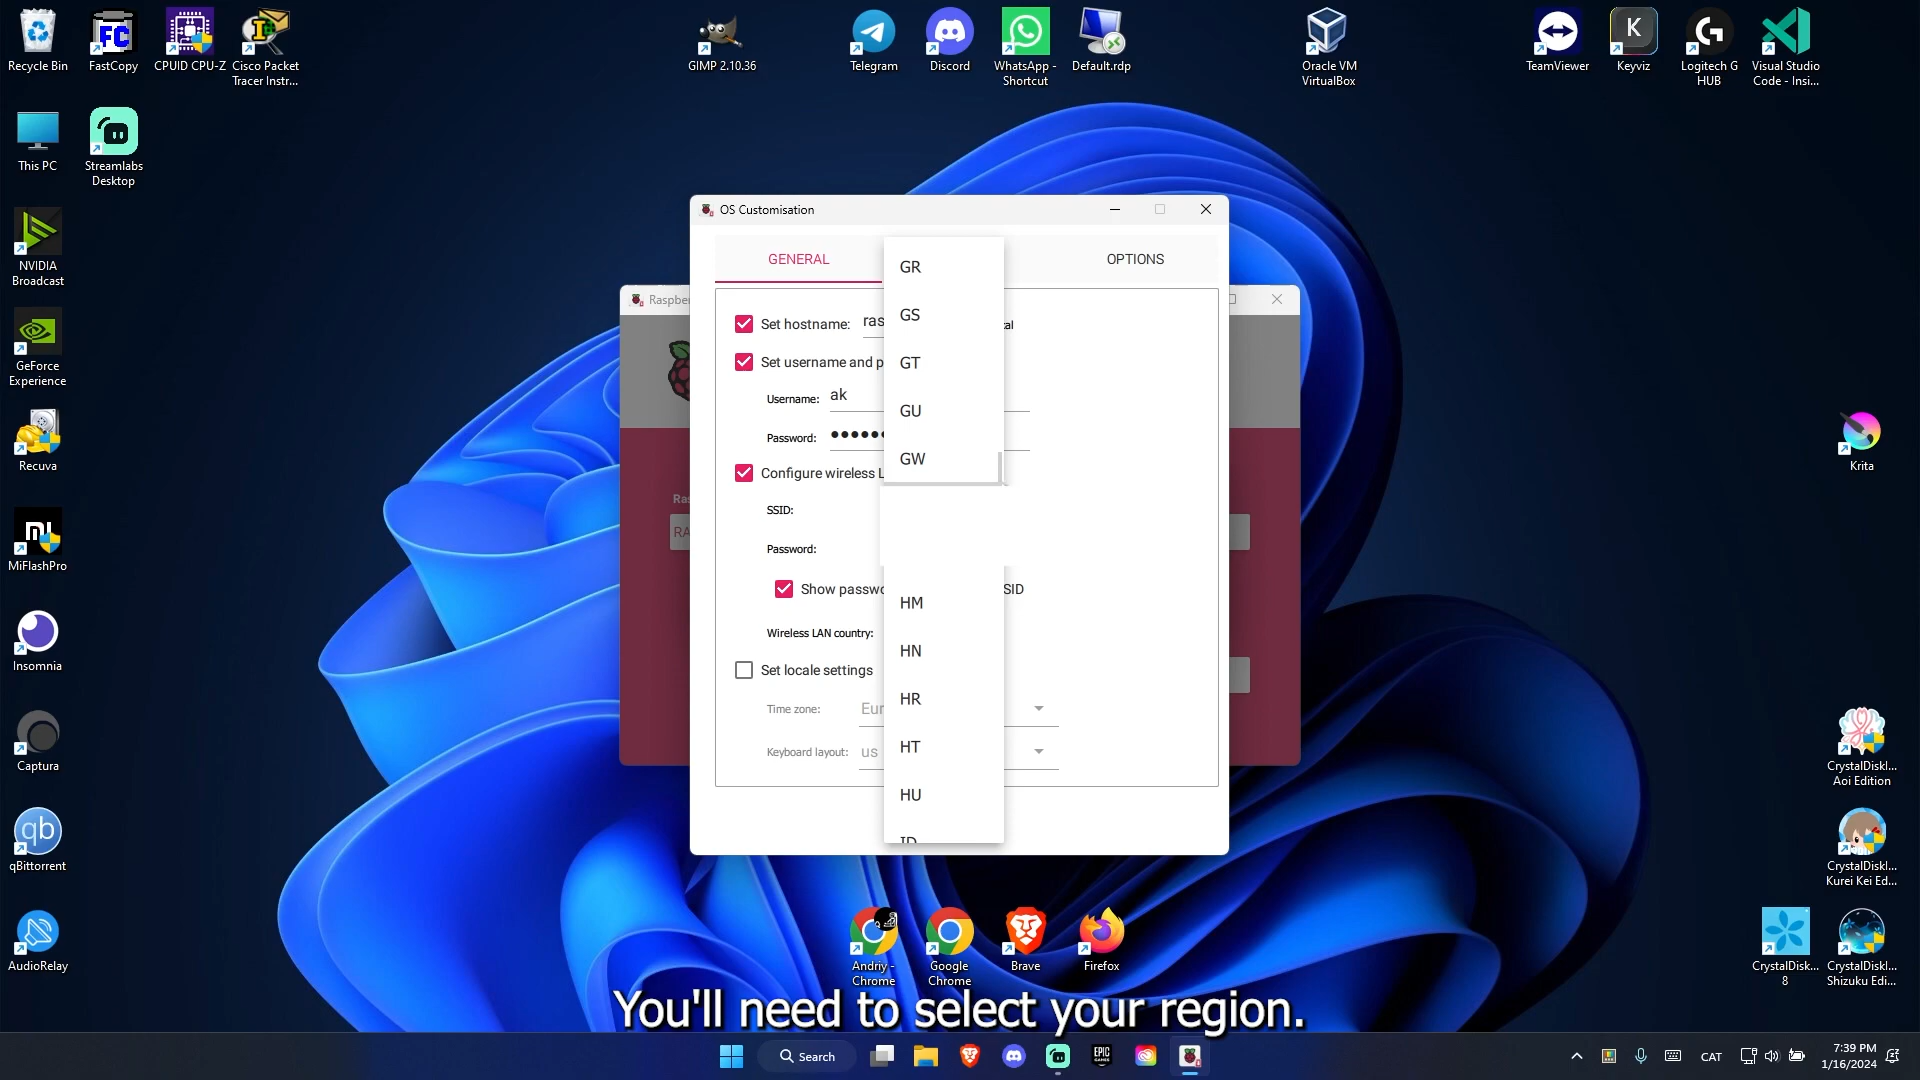 Recycle Bin
FastCopy
CPUID CPU-Z
Cisco Packet
Tracer Instr...
GIMP 2.10.36
Telegram
Discord
WhatsApp -
Shortcut
Default.rdp
Oracle VM
VirtualBox
TeamViewer
Keyviz
Logitech G
HUB
Visual Studio
Code - Insi...
This PC
Streamlabs
Desktop
NVIDIA
Broadcast
GeForce
Experience
Recuva
MiFlashPro
Insomnia
Captura
qBittorrent
AudioRelay
OS Customisation
GENERAL
OPTIONS
Raspbe
Set hostname: ras
Set username and p
Username: ak
Password: ••••••
Configure wireless L
SSID:
Password:
Show passwo
SID
Wireless LAN country:
Set locale settings
Time zone: Eur
Keyboard layout: us
GR
GS
GT
GU
GW
HM
HN
HR
HT
HU
ID
Krita
CrystalDiskI...
Aoi Edition
CrystalDiskI...
Kurei Kei Ed...
CrystalDisk...
8
CrystalDiskI...
Shizuku Edi...
Andriy -
Chrome
Google
Chrome
Brave
Firefox
You'll need to select your region.
Search
CAT
7:39 PM
1/16/2024